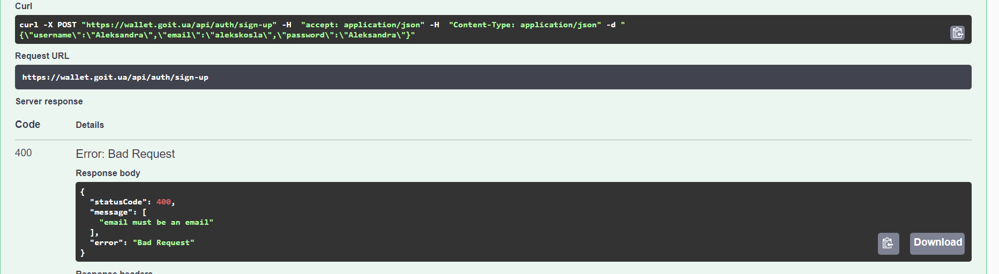 Curl
curl -X POST "https://wallet.goit.ua/api/auth/sign-up" -H  "accept: application/json" -H  "Content-Type: application/json" -d "
{\"username\":\"Aleksandra\",\"email\":\"alekskosla\",\"password\":\"Aleksandra\"}"
Request URL
https://wallet.goit.ua/api/auth/sign-up
Server response
Code Details
400 Error: Bad Request
Response body
{
  "statusCode": 400,
  "message": [
    "email must be an email"
  ],
  "error": "Bad Request"
}
Download
Response headers